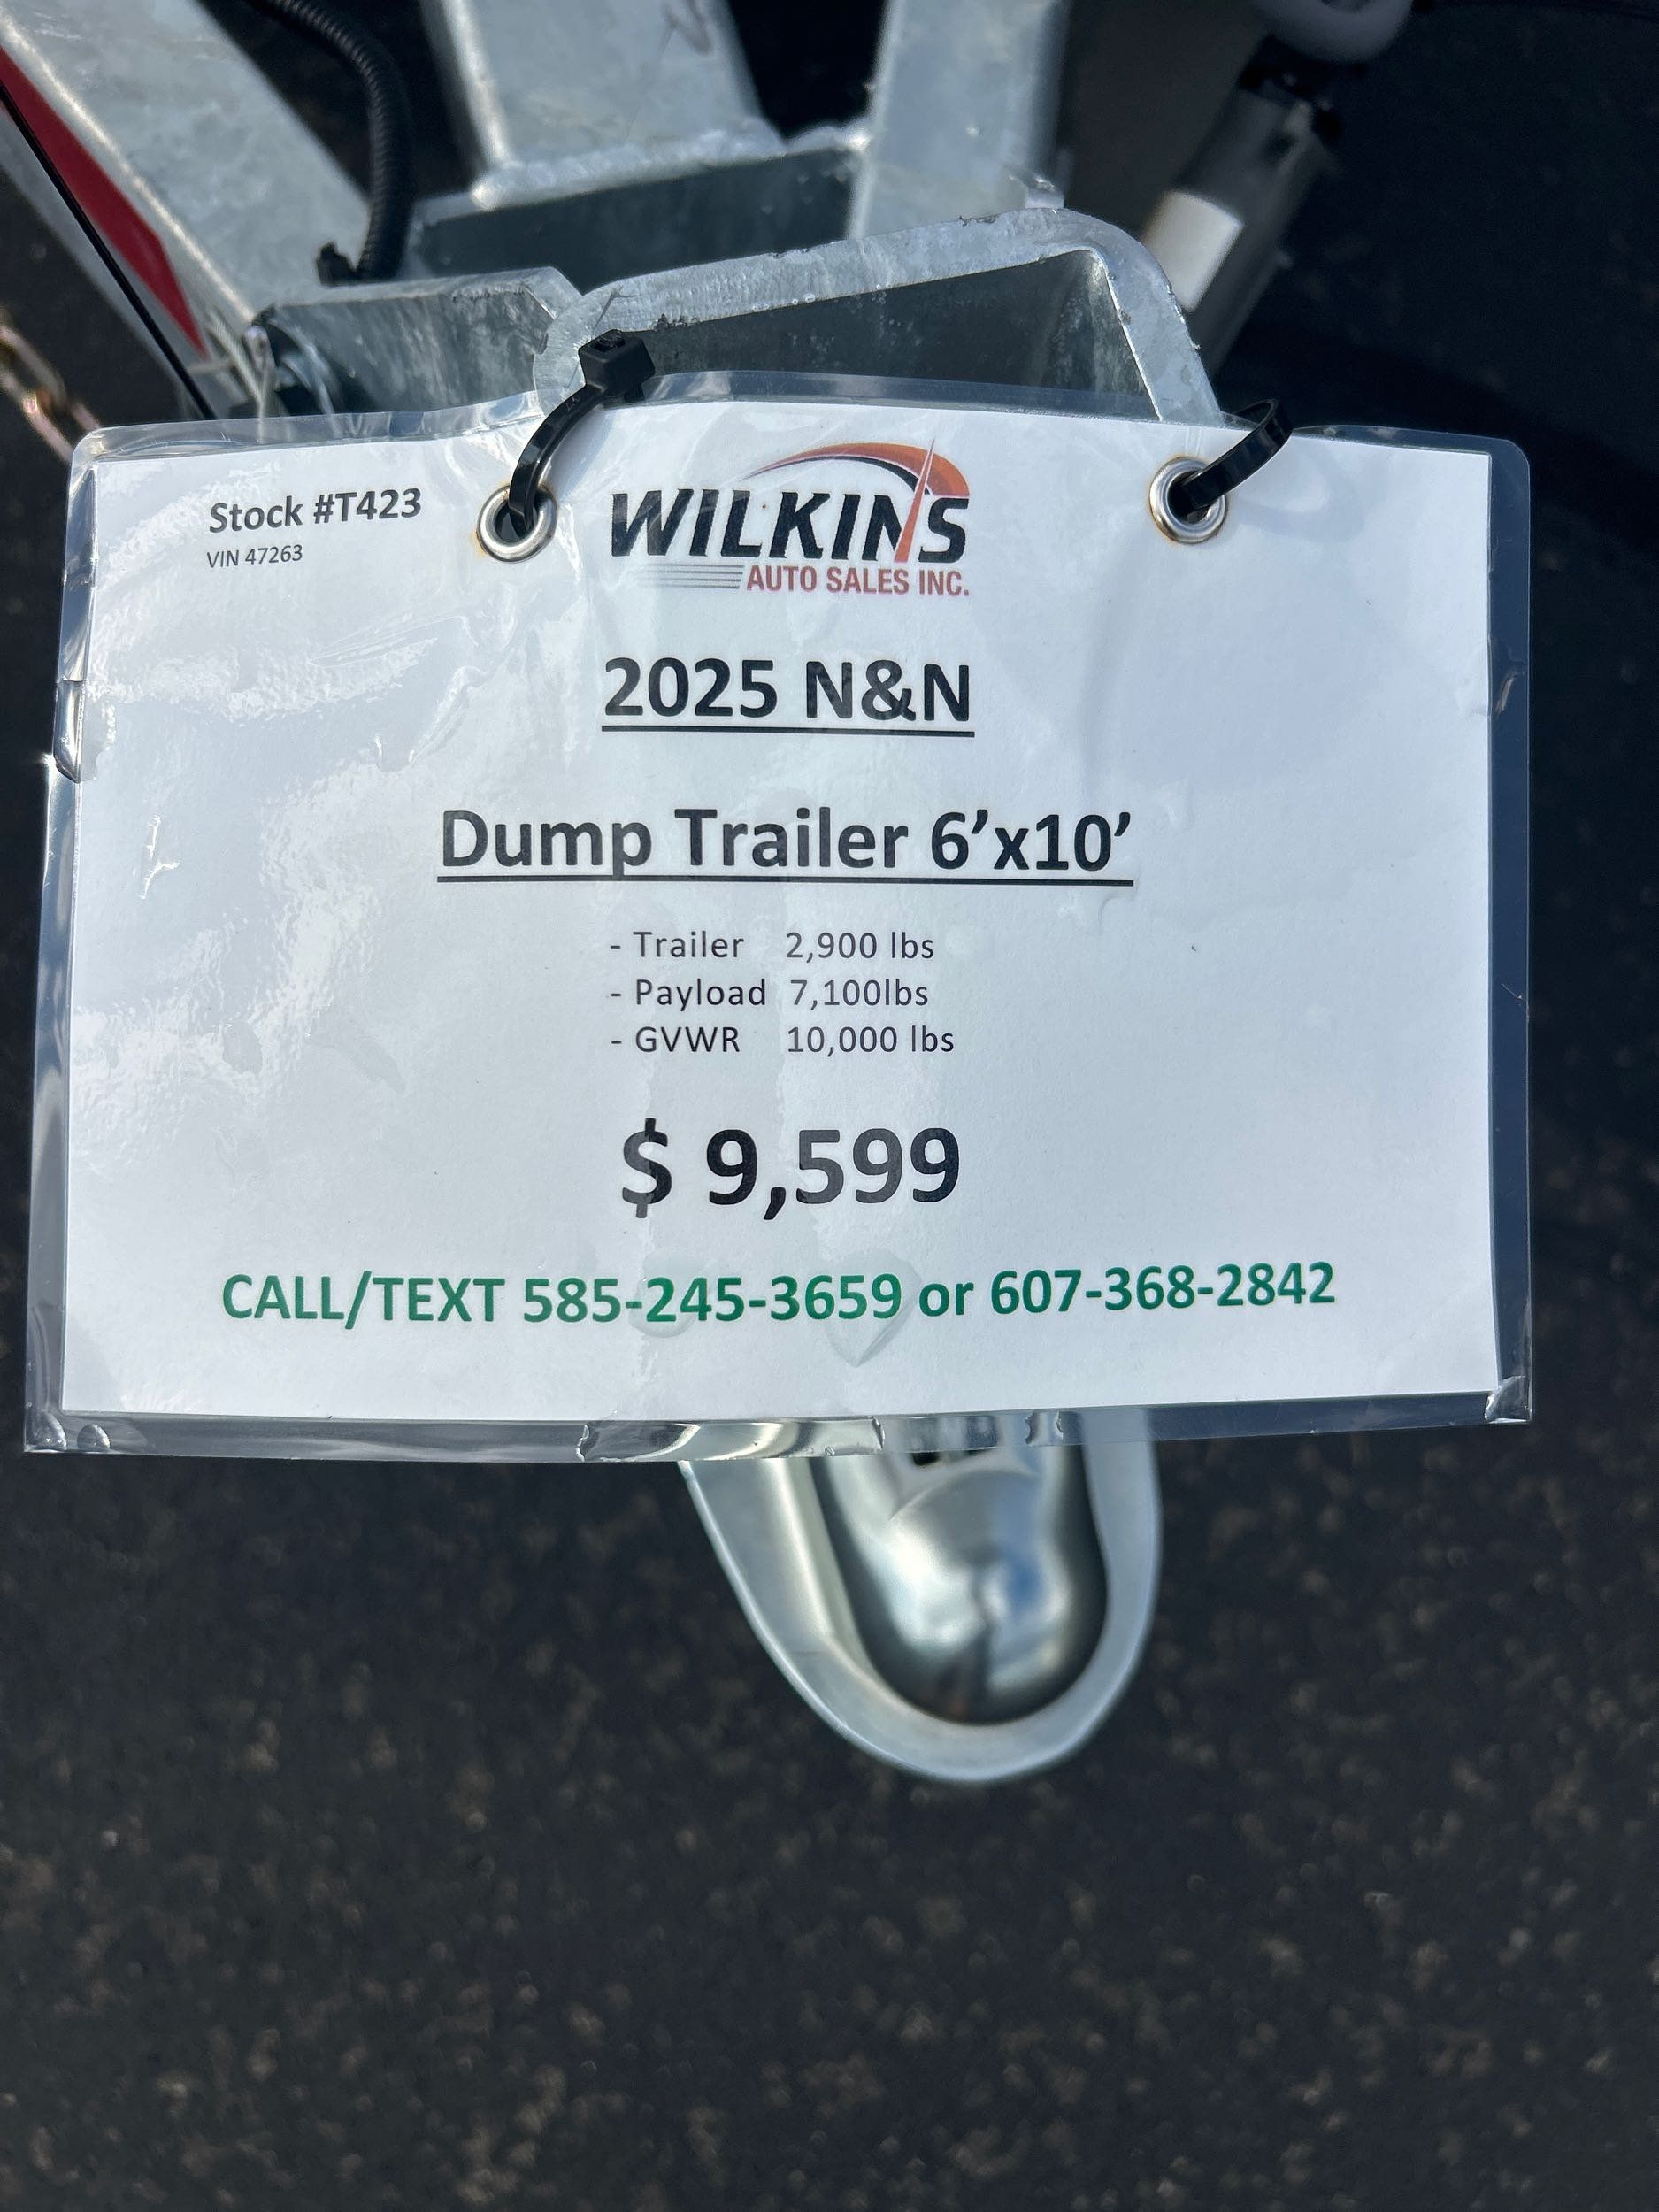 Stock #T423
VIN 47263
WILKINS
AUTO SALES INC.
2025 N&N
Dump Trailer 6’x10’
- Trailer 2,900 lbs
- Payload 7,100lbs
- GVWR 10,000 lbs
$ 9,599
CALL/TEXT 585-245-3659 or 607-368-2842